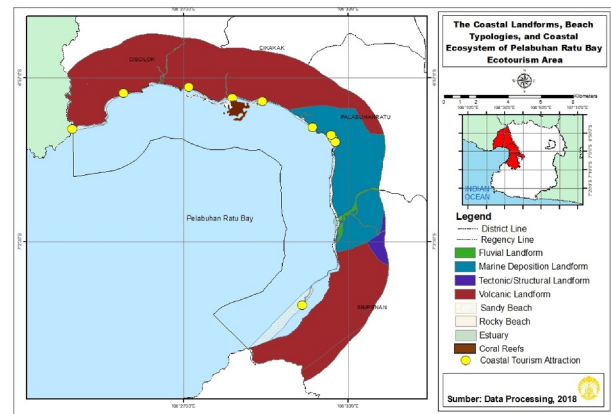 The Coastal Landforms, Beach
Typologies, and Coastal
Ecosystem of Pelabuhan Ratu Bay
Ecotourism Area
Kilometers
INDIAN
OCEAN
CISOLOK
CIKAKAK
PALABUHANRATU
Pelabuhan Ratu Bay
Legend
District Line
Regency Line
Fluvial Landform
Marine Deposition Landform
Tectonic/Structural Landform
Volcanic Landform
Sandy Beach
Rocky Beach
Estuary
Coral Reefs
Coastal Tourism Attraction
Sumber: Data Processing, 2018